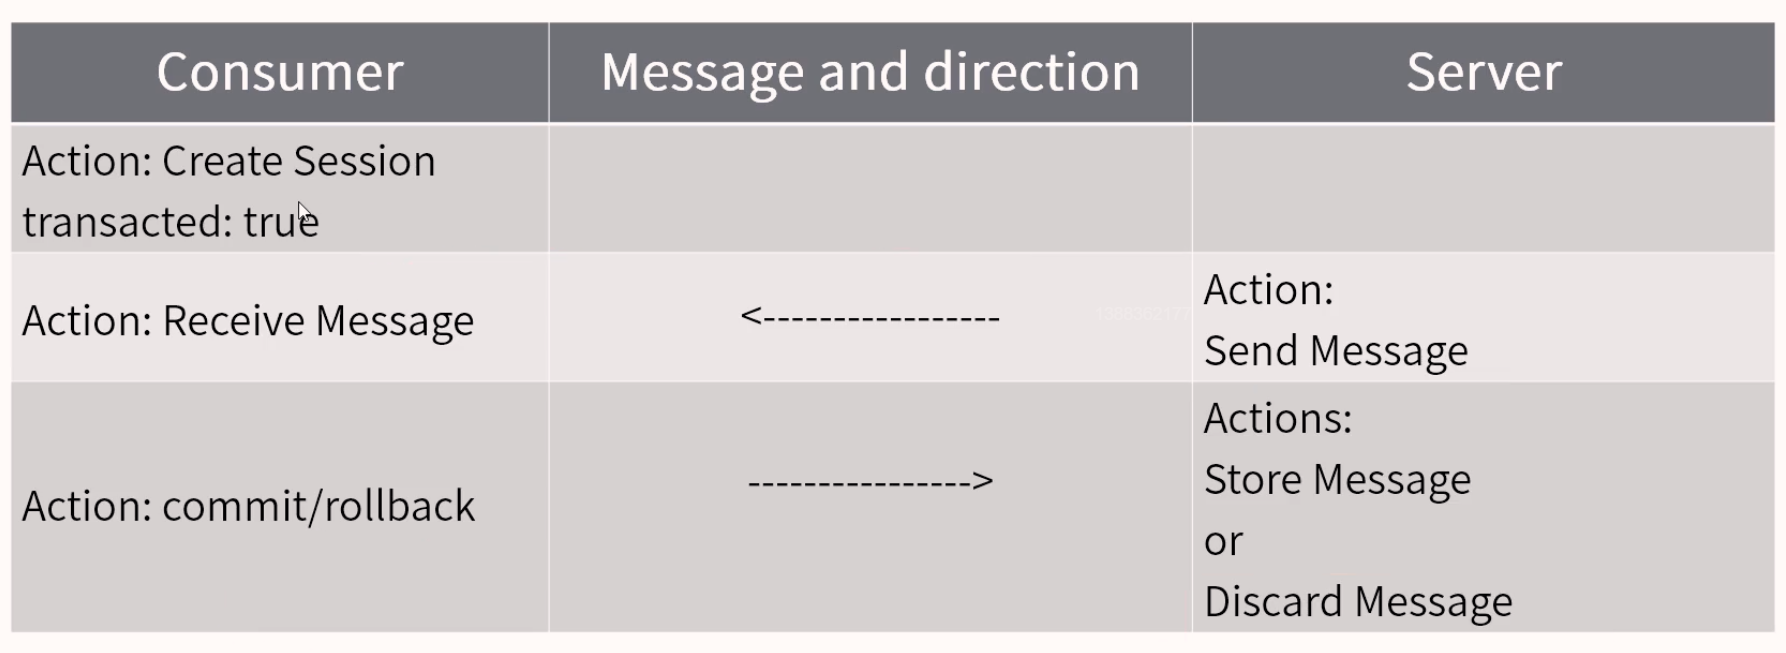 Consumer
Message and direction
Server
Action: Create Session
transacted: true
Action: Receive Message
<-----------------
Action:
Send Message
Action: commit/rollback
---------------->
Actions:
Store Message
or
Discard Message